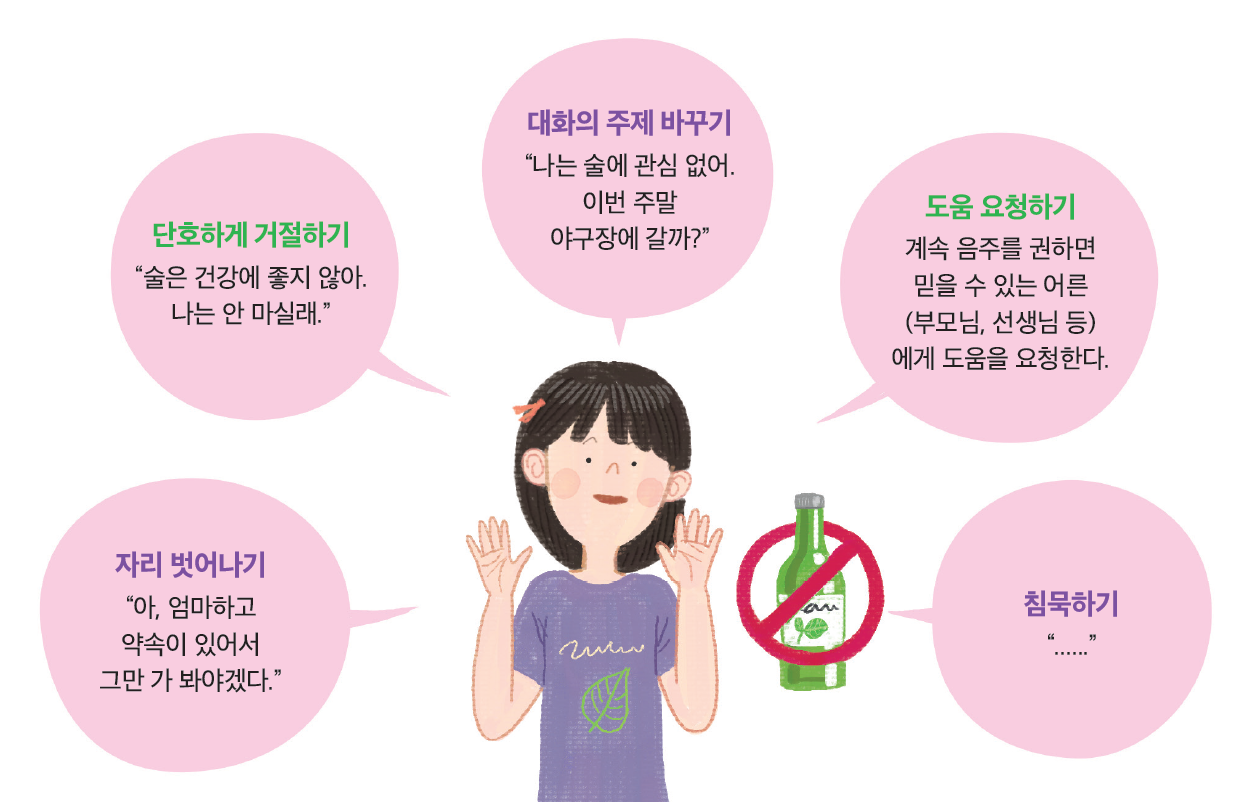 대화의 주제 바꾸기
“나는 술에 관심 없어.
이번 주말
야구장에 갈까?”
단호하게 거절하기
“술은 건강에 좋지 않아.
나는 안 마실래.”
도움 요청하기
계속 음주를 권하면
믿을 수 있는 어른
(부모님, 선생님 등)
에게 도움을 요청한다.
자리 벗어나기
“아, 엄마하고
약속이 있어서
그만 가 봐야겠다.”
침묵하기
“……”